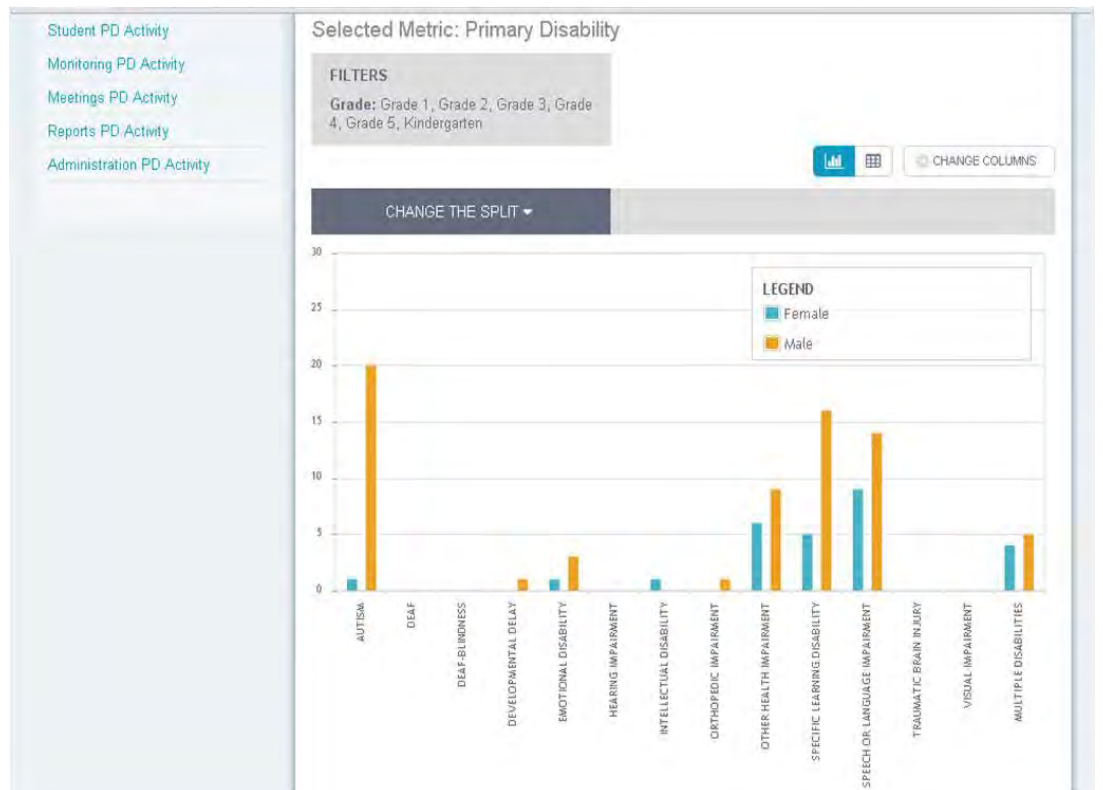 Student PD Activity
Monitoring PD Activity
Meetings PD Activity
Reports PD Activity
Administration PD Activity
Selected Metric: Primary Disability
FILTERS
Grade: Grade 1, Grade 2, Grade 3, Grade
4, Grade 5, Kindergarten
CHANGE COLUMNS
CHANGE THE SPLIT
30
25
20
15
10
5
0
LEGEND
Female
Male
AUTISM
DEAF
DEAF-BLINDNESS
DEVELOPMENTAL DELAY
EMOTIONAL DISABILITY
HEARING IMPAIRMENT
INTELLECTUAL DISABILITY
ORTHOPEDIC IMPAIRMENT
OTHER HEALTH IMPAIRMENT
SPECIFIC LEARNING DISABILITY
SPEECH OR LANGUAGE IMPAIRMENT
TRAUMATIC BRAIN INJURY
VISUAL IMPAIRMENT
MULTIPLE DISABILITIES